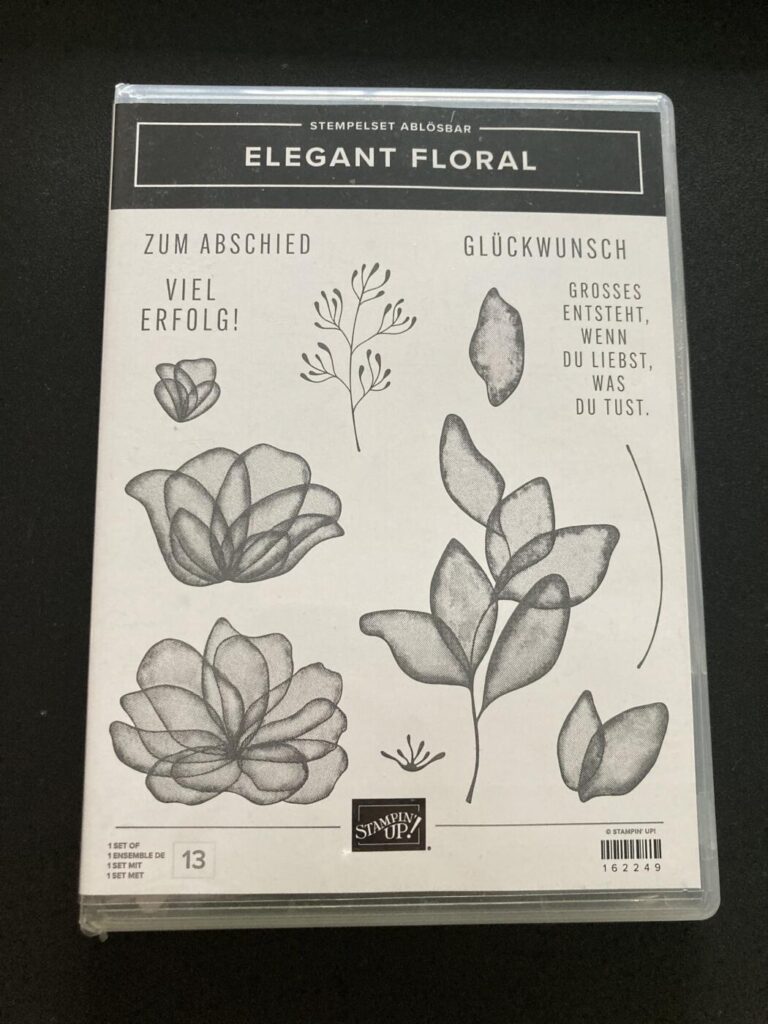 STEMPELSET ABLÖSBAR
ELEGANT FLORAL
ZUM ABSCHIED
GLÜCKWUNSCH
VIEL
ERFOLG!
GROSSES
ENTSTEHT,
WENN
DU LIEBST,
WAS
DU TUST.
STAMPIN'
UP!
®
1 SET OF
1 ENSEMBLE DE
1 SET MIT
1 SET MET
13
© STAMPIN' UP!
162249